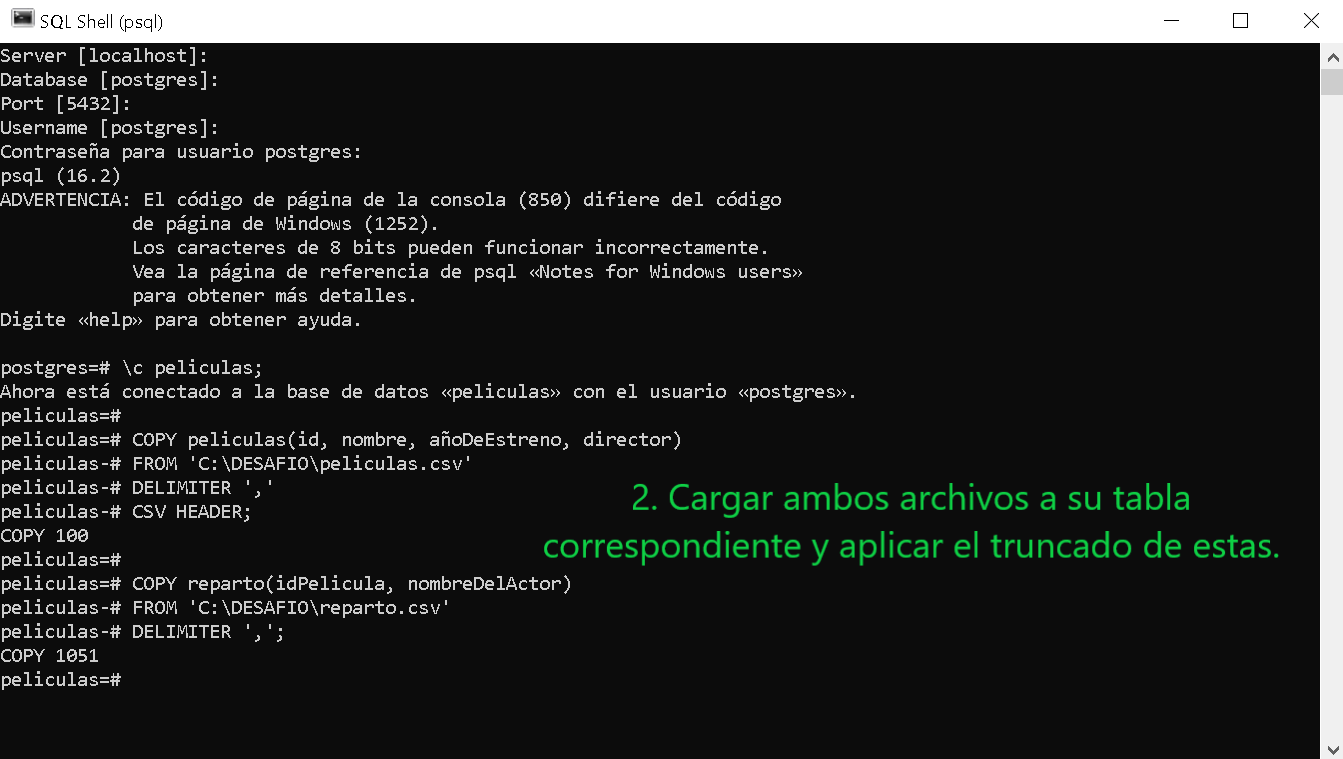 SQL Shell (psql)
Server [localhost]:
Database [postgres]:
Port [5432]:
Username [postgres]:
Contraseña para usuario postgres:
psql (16.2)
ADVERTENCIA: El código de página de la consola (850) difiere del código
de página de Windows (1252).
Los caracteres de 8 bits pueden funcionar incorrectamente.
Vea la página de referencia de psql «Notes for Windows users»
para obtener más detalles.
Digite «help» para obtener ayuda.
postgres=# \c peliculas;
Ahora está conectado a la base de datos «peliculas» con el usuario «postgres».
peliculas=#
peliculas=# COPY peliculas(id, nombre, añoDeEstreno, director)
peliculas-# FROM 'C:\DESAFIO\peliculas.csv'
peliculas-# DELIMITER ','
peliculas-# CSV HEADER;
COPY 100
peliculas=#
peliculas=# COPY reparto(idPelicula, nombreDelActor)
peliculas-# FROM 'C:\DESAFIO\reparto.csv'
peliculas-# DELIMITER ',';
COPY 1051
peliculas=#
2. Cargar ambos archivos a su tabla
correspondiente y aplicar el truncado de estas.